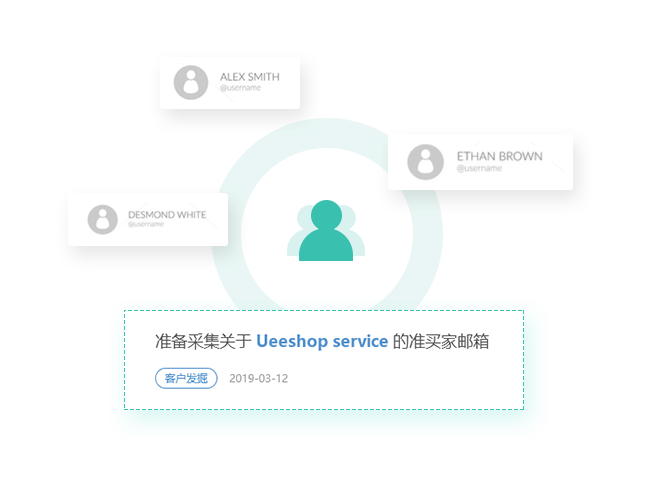 ALEX SMITH
@username
ETHAN BROWN
@username
DESMOND WHITE
@username
准备采集关于 Ueeshop service 的准买家邮箱
客户发掘 2019-03-12